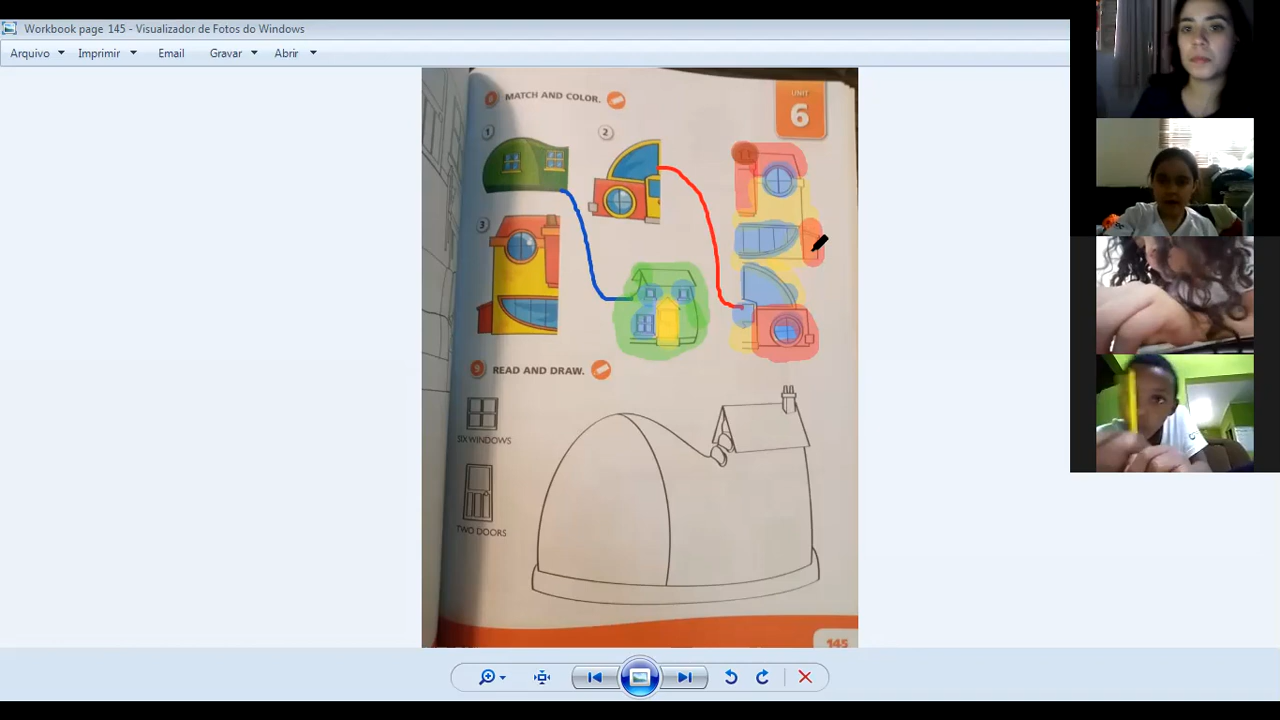 Workbook page 145 - Visualizador de Fotos do Windows
Arquivo Imprimir Email Gravar Abrir
MATCH AND COLOR.
UNIT
6
1
2
3
9 READ AND DRAW.
SIX WINDOWS
TWO DOORS
145